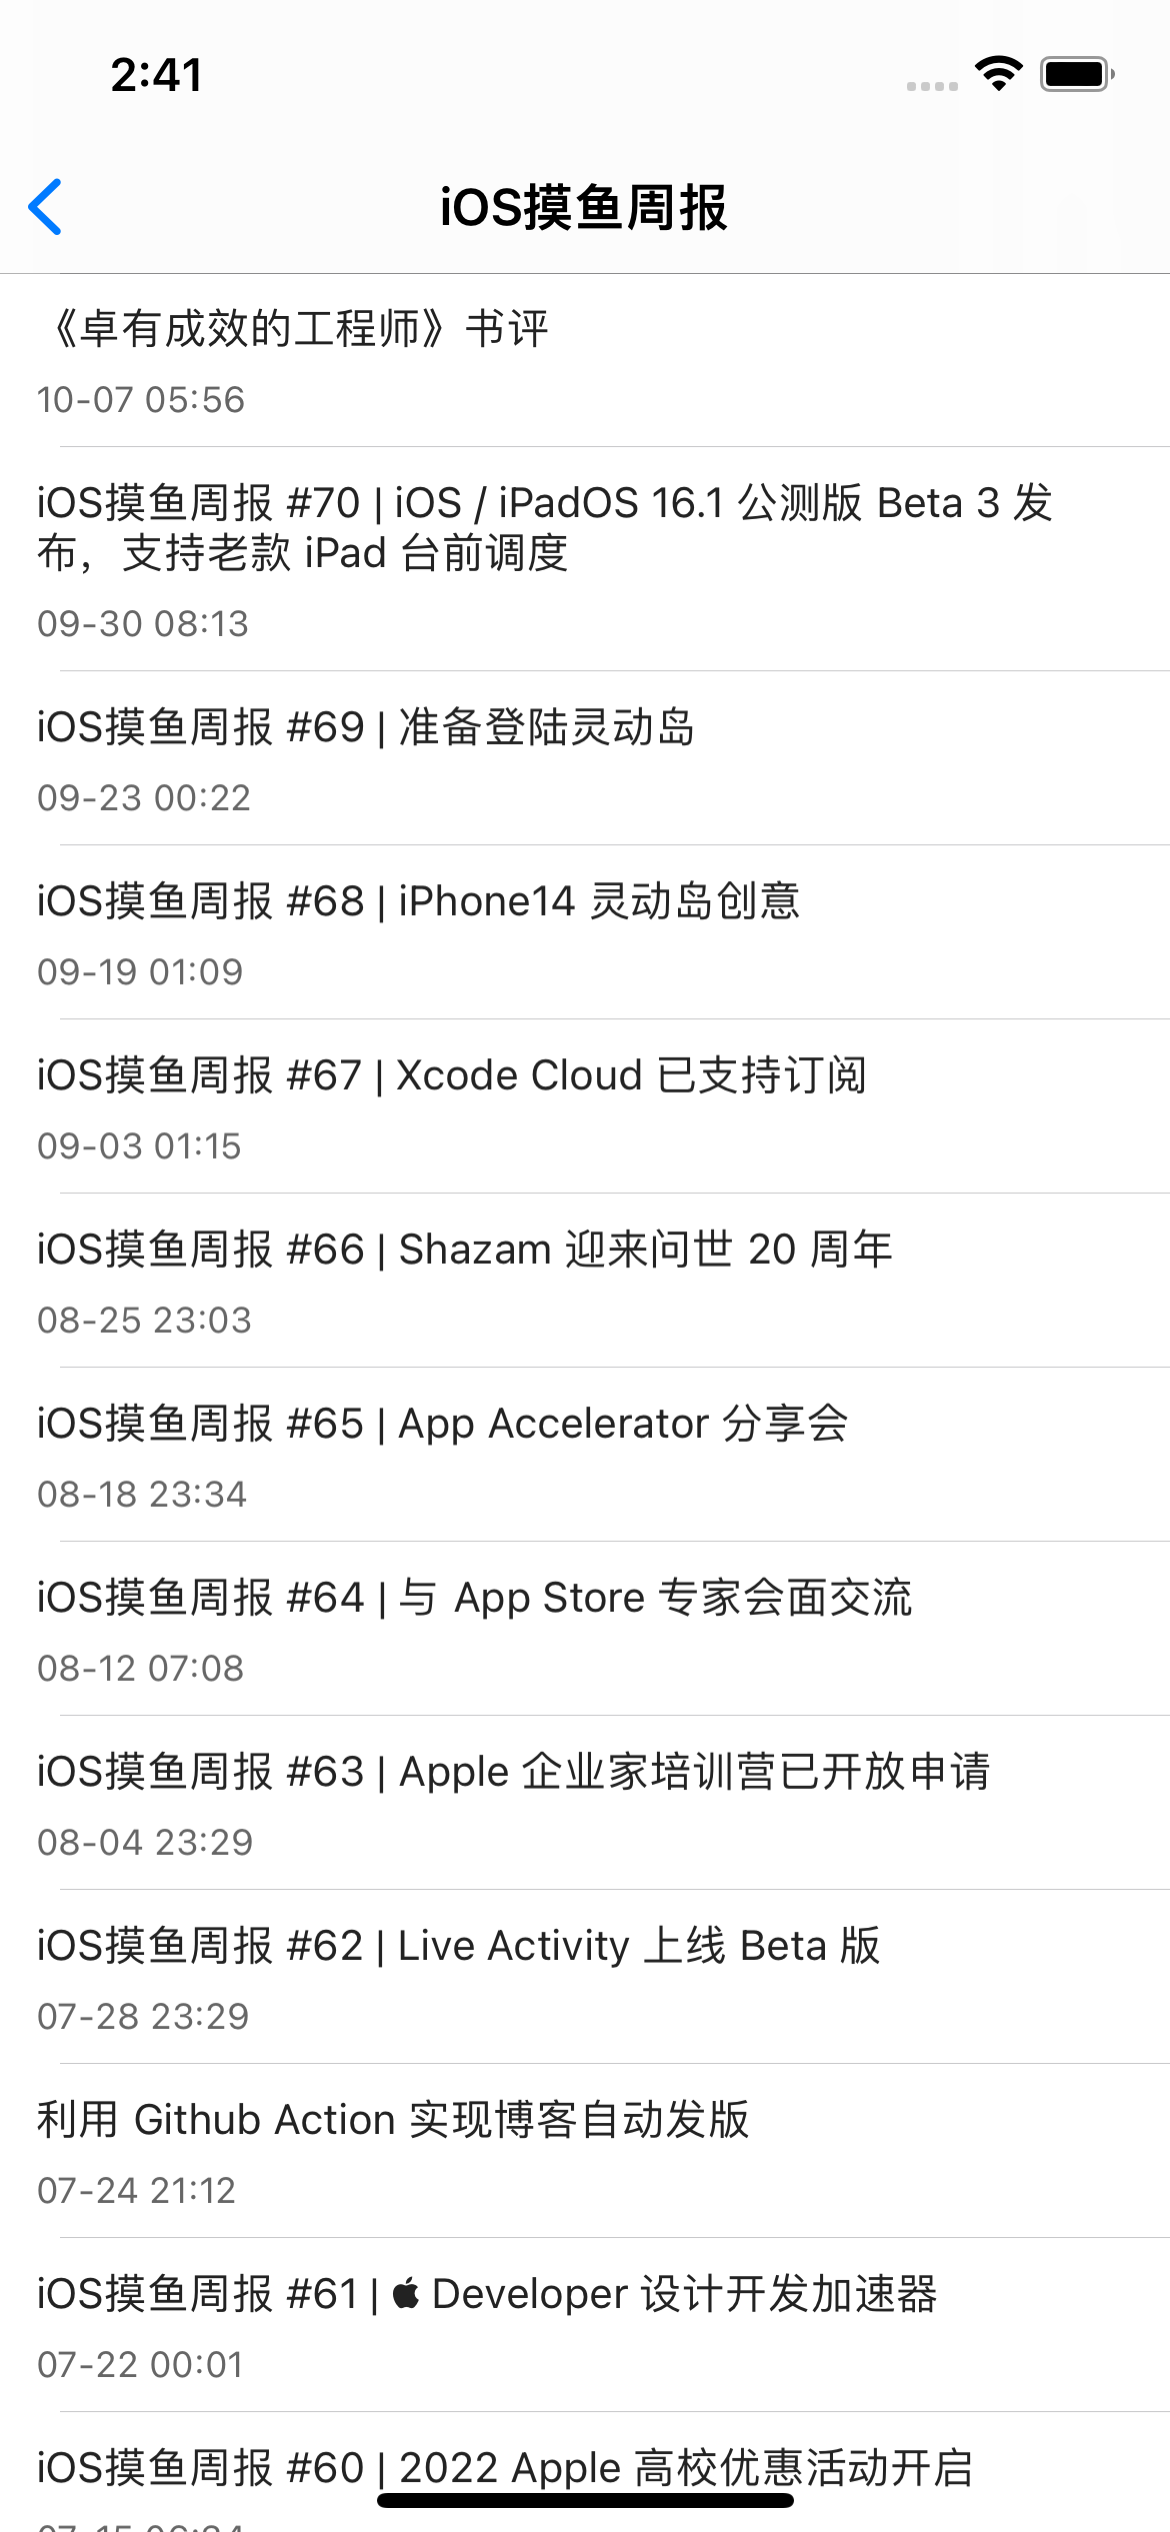 2:41
iOS摸鱼周报
《卓有成效的工程师》书评
10-07 05:56
iOS摸鱼周报 #70 | iOS / iPadOS 16.1 公测版 Beta 3 发
布，支持老款 iPad 台前调度
09-30 08:13
iOS摸鱼周报 #69 | 准备登陆灵动岛
09-23 00:22
iOS摸鱼周报 #68 | iPhone14 灵动岛创意
09-19 01:09
iOS摸鱼周报 #67 | Xcode Cloud 已支持订阅
09-03 01:15
iOS摸鱼周报 #66 | Shazam 迎来问世 20 周年
08-25 23:03
iOS摸鱼周报 #65 | App Accelerator 分享会
08-18 23:34
iOS摸鱼周报 #64 | 与 App Store 专家会面交流
08-12 07:08
iOS摸鱼周报 #63 | Apple 企业家培训营已开放申请
08-04 23:29
iOS摸鱼周报 #62 | Live Activity 上线 Beta 版
07-28 23:29
利用 Github Action 实现博客自动发版
07-24 21:12
iOS摸鱼周报 #61 |  Developer 设计开发加速器
07-22 00:01
iOS摸鱼周报 #60 | 2022 Apple 高校优惠活动开启